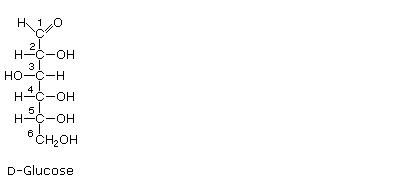 H 1 O
C
2
H-C-OH
3
HO-C-H
4
H-C-OH
5
H-C-OH
6
CH₂OH
D-Glucose